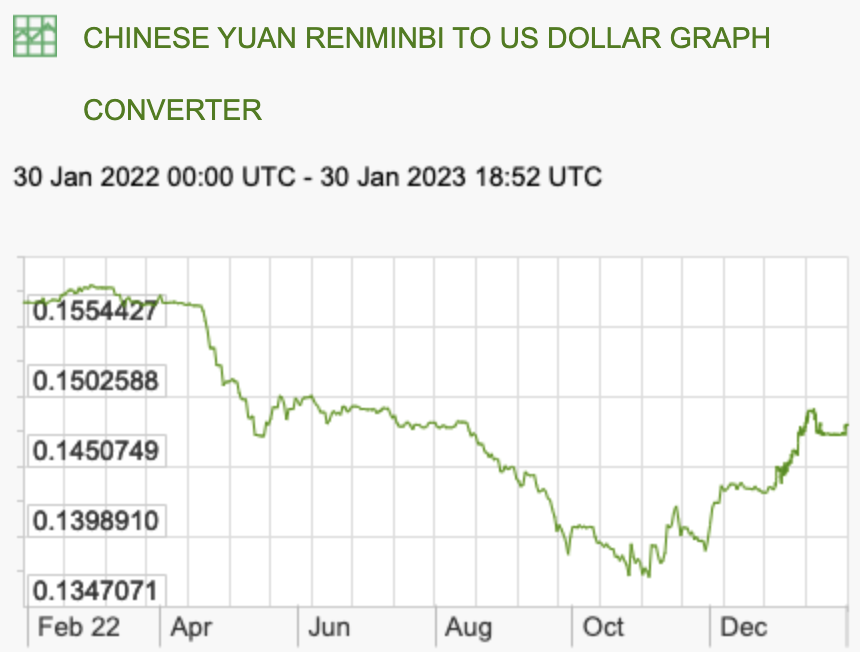 CHINESE YUAN RENMINBI TO US DOLLAR GRAPH
CONVERTER
30 Jan 2022 00:00 UTC - 30 Jan 2023 18:52 UTC
0.1554427
0.1502588
0.1450749
0.1398910
0.1347071
Feb 22 Apr Jun Aug Oct Dec